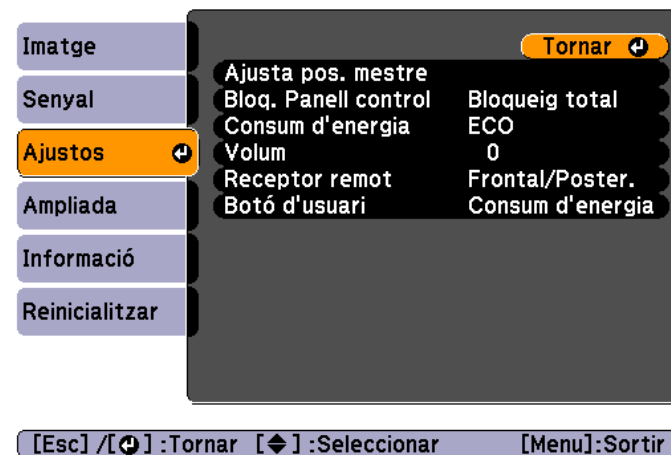 Imatge
Senyal
Ajustos
Ampliada
Informació
Reinicialitzar
Tornar
Ajusta pos. mestre
Bloq. Panell control Bloqueig total
Consum d'energia ECO
Volum 0
Receptor remot Frontal/Poster.
Botó d'usuari Consum d'energia
[Esc] /[ ] :Tornar [ ] :Seleccionar [Menu]:Sortir